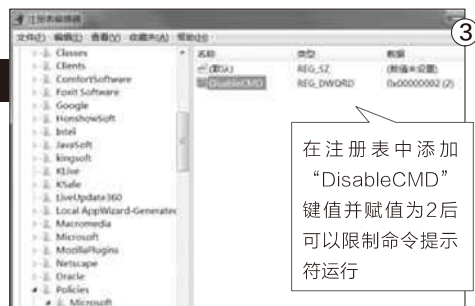 注册表编辑器
文件(F) 编辑(E) 查看(V) 收藏夹(A) 帮助(H)
③
Classes
Clients
ComfortSoftware
Foxit Software
Google
HonshowSoft
Intel
JavaSoft
kingsoft
KLive
KSafe
LiveUpdate360
Local AppWizard-Generated
Macromedia
Microsoft
MozillaPlugins
Netscape
Oracle
Policies
Microsoft
名称 类型 数据
(默认) REG_SZ (数值未设置)
DisableCMD REG_DWORD 0x00000002 (2)
在注册表中添加
“DisableCMD”
键值并赋值为2后
可以限制命令提示
符运行